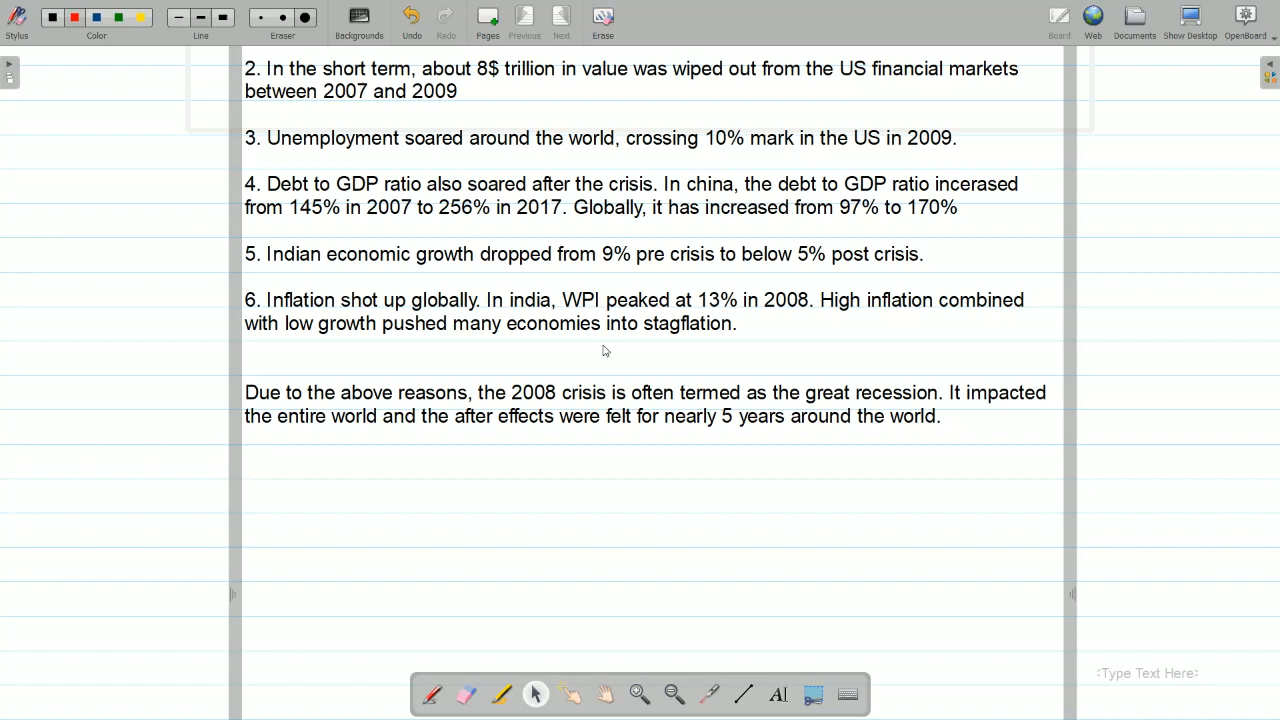 Stylus
Color
Line
Eraser
Backgrounds
Undo
Redo
Pages
Previous
Next
Erase
Board
Web
Documents
Show Desktop
OpenBoard
2. In the short term, about 8$ trillion in value was wiped out from the US financial markets
between 2007 and 2009
3. Unemployment soared around the world, crossing 10% mark in the US in 2009.
4. Debt to GDP ratio also soared after the crisis. In china, the debt to GDP ratio incerased
from 145% in 2007 to 256% in 2017. Globally, it has increased from 97% to 170%
5. Indian economic growth dropped from 9% pre crisis to below 5% post crisis.
6. Inflation shot up globally. In india, WPI peaked at 13% in 2008. High inflation combined
with low growth pushed many economies into stagflation.
Due to the above reasons, the 2008 crisis is often termed as the great recession. It impacted
the entire world and the after effects were felt for nearly 5 years around the world.
:Type Text Here:
AI